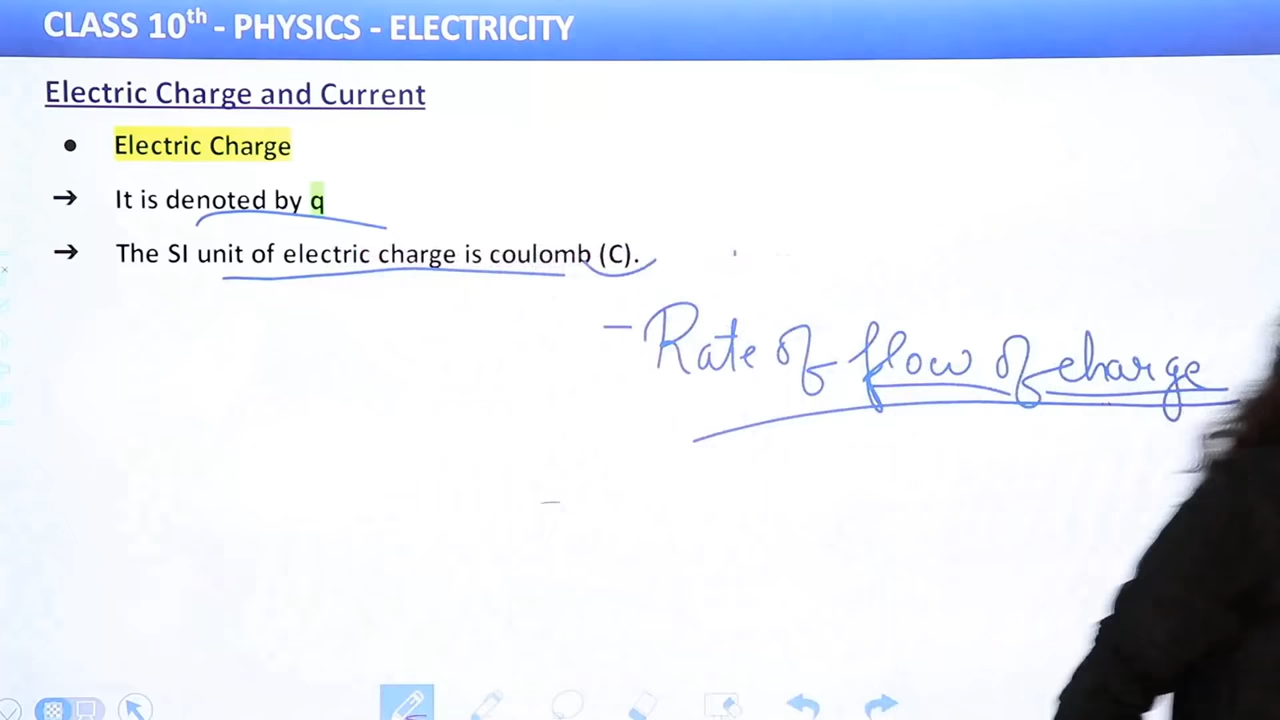 CLASS 10th - PHYSICS - ELECTRICITY
Electric Charge and Current
● Electric Charge
→ It is denoted by q
→ The SI unit of electric charge is coulomb (C).
- Rate of flow of charge